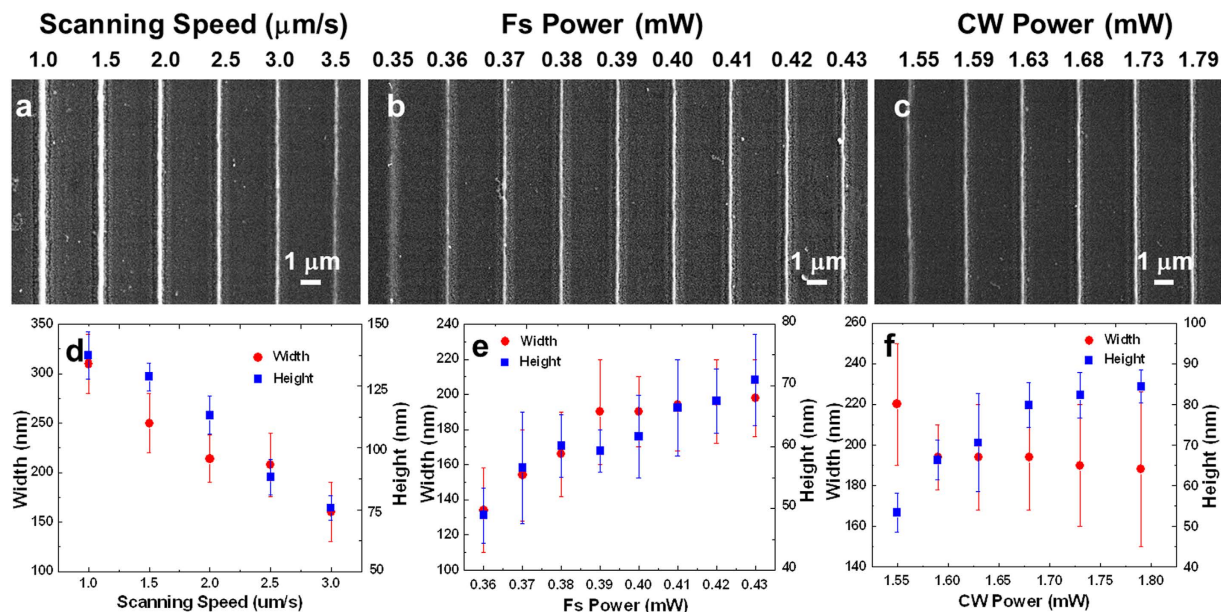 Scanning Speed (μm/s)
1.0 1.5 2.0 2.5 3.0 3.5
Fs Power (mW)
0.35 0.36 0.37 0.38 0.39 0.40 0.41 0.42 0.43
CW Power (mW)
1.55 1.59 1.63 1.68 1.73 1.79
a
1 μm
b
1 μm
c
1 μm
d
Width
Height
Width (nm)
350
300
250
200
150
100
Height (nm)
150
125
100
75
50
1.0 1.5 2.0 2.5 3.0
Scanning Speed (um/s)
e
Width
Height
Width (nm)
240
220
200
180
160
140
120
100
Height (nm)
80
70
60
50
40
0.36 0.37 0.38 0.39 0.40 0.41 0.42 0.43
Fs Power (mW)
f
Width
Height
Width (nm)
260
240
220
200
180
160
140
Height (nm)
100
90
80
70
60
50
40
1.55 1.60 1.65 1.70 1.75 1.80
CW Power (mW)